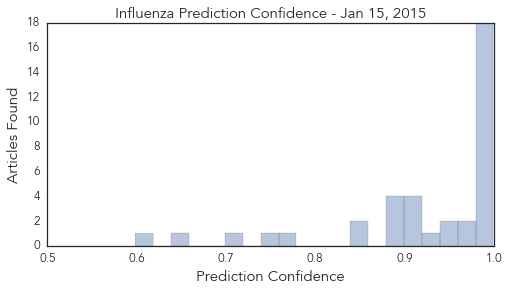 Influenza Prediction Confidence - Jan 15, 2015
18
16
14
12
10
8
6
4
2
0
Articles Found
0.5 0.6 0.7 0.8 0.9 1.0
Prediction Confidence